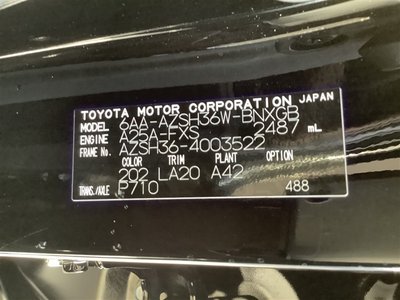 TOYOTA MOTOR CORPORATION JAPAN
MODEL 6AA-AZSH36W-BNXGB
ENGINE A25A-FXS 2487 mL
FRAME No. AZSH36-4003522
COLOR TRIM PLANT OPTION
202 LA20 A42
TRANS./AXLE P710 488